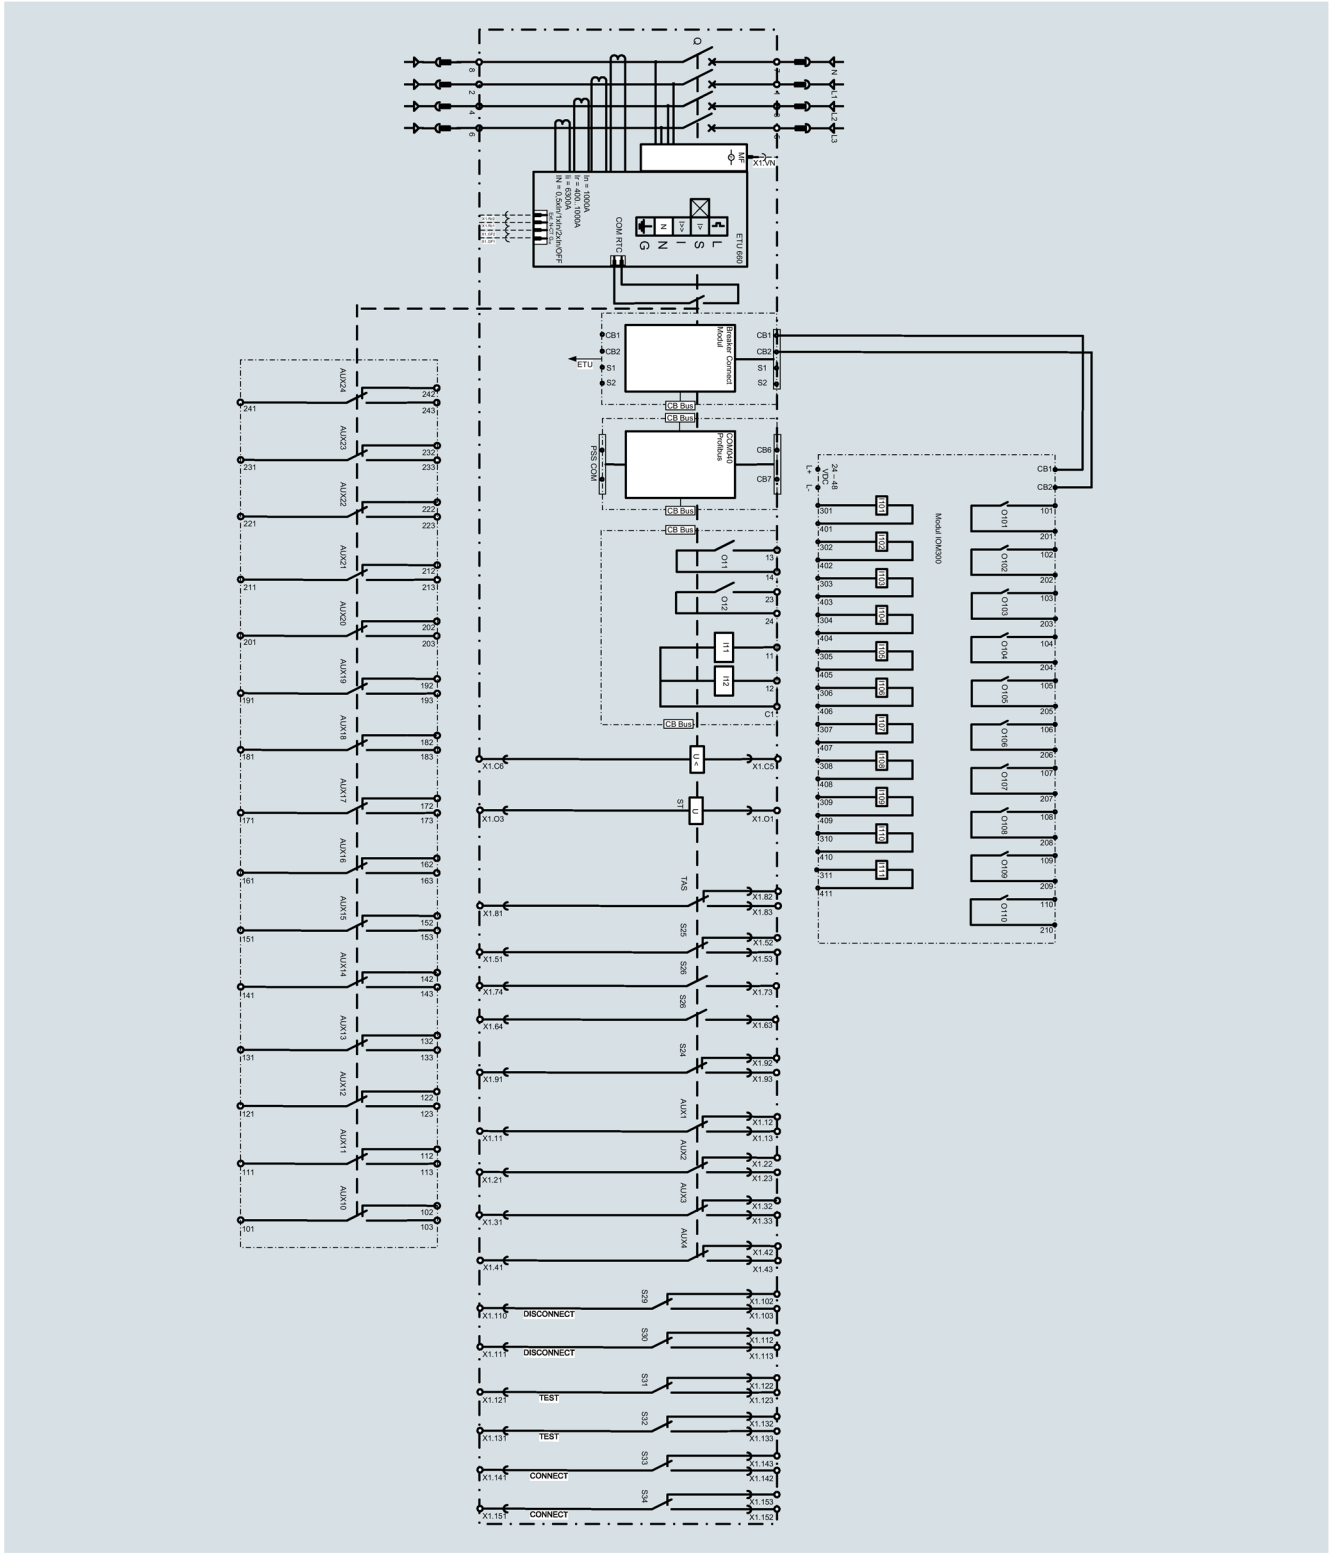 Q
8
2
4
6
N
L1
L2
L3
MF
X1.VN
In = 1000A
Ir = 400..1000A
Ii = 6300A
IN = 0,5xIn/1xIn/2xIn/OFF
COM RTC
ETU 660
I>
I>>
N
L
S
I
N
G
Breaker Connect
Modul
CB1
CB2
S1
S2
CB1
CB2
S1
S2
ETU
CB Bus
CB Bus
COM040
Profibus
PSS COM
CB6
CB7
CB Bus
CB Bus
O11
13
14
O12
23
24
I11
11
I12
12
C1
CB Bus
X1.C6
U <
X1.C5
ST
X1.O3
U
X1.O1
TAS
X1.81
X1.82
X1.83
S25
X1.51
X1.52
X1.53
S26
X1.74
X1.73
S26
X1.64
X1.63
S24
X1.91
X1.92
X1.93
AUX1
X1.11
X1.12
X1.13
AUX2
X1.21
X1.22
X1.23
AUX3
X1.31
X1.32
X1.33
AUX4
X1.41
X1.42
X1.43
S29
X1.110
DISCONNECT
X1.102
X1.103
S30
X1.111
DISCONNECT
X1.112
X1.113
S31
X1.121
TEST
X1.122
X1.123
S32
X1.131
TEST
X1.132
X1.133
S33
X1.141
CONNECT
X1.143
X1.142
S34
X1.151
CONNECT
X1.153
X1.152
AUX24
241
242
243
AUX23
231
232
233
AUX22
221
222
223
AUX21
211
212
213
AUX20
201
202
203
AUX19
191
192
193
AUX18
181
182
183
AUX17
171
172
173
AUX16
161
162
163
AUX15
151
152
153
AUX14
141
142
143
AUX13
131
132
133
AUX12
121
122
123
AUX11
111
112
113
AUX10
101
102
103
L+
L-
24 – 48
VDC
CB1
CB2
Modul IOM300
301
I101
401
302
I102
402
303
I103
403
304
I104
404
305
I105
405
306
I106
406
307
I107
407
308
I108
408
309
I109
409
310
I110
410
311
I111
411
101
O101
201
102
O102
202
103
O103
203
104
O104
204
105
O105
205
106
O106
206
107
O107
207
108
O108
208
109
O109
209
110
O110
210